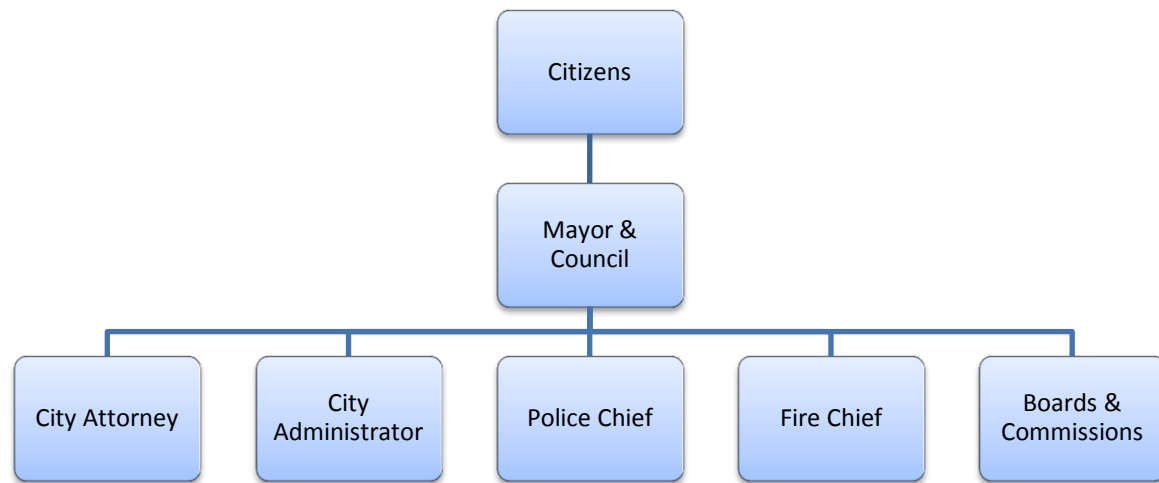 Citizens
Mayor &
Council
City Attorney
City
Administrator
Police Chief
Fire Chief
Boards &
Commissions